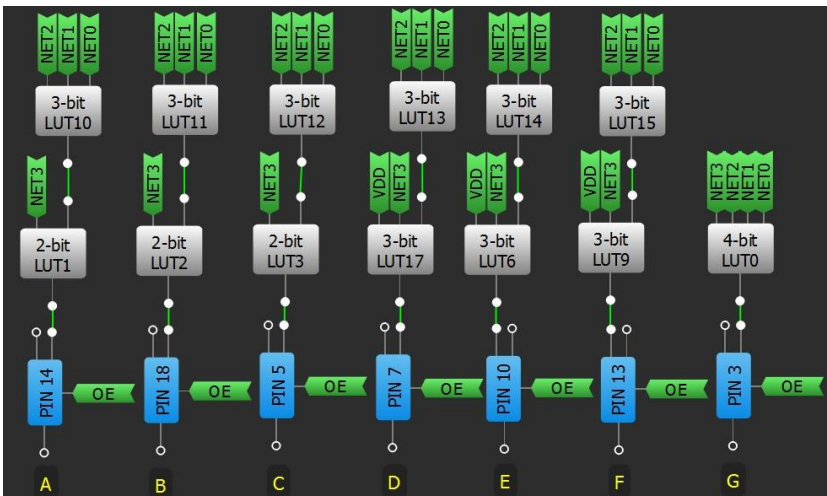 NET2 NET1 NET0 NET2 NET1 NET0 NET2 NET1 NET0 NET2 NET1 NET0 NET2 NET1 NET0 NET2 NET1 NET0
3-bit 3-bit 3-bit 3-bit 3-bit 3-bit
LUT10 LUT11 LUT12 LUT13 LUT14 LUT15
NET3 NET3 NET3 VDD NET3 VDD NET3 VDD NET3 NET3 NET2 NET1 NET0
2-bit 2-bit 2-bit 3-bit 3-bit 3-bit 4-bit
LUT1 LUT2 LUT3 LUT17 LUT6 LUT9 LUT0
PIN 14 OE PIN 18 OE PIN 5 OE PIN 7 OE PIN 10 OE PIN 13 OE PIN 3 OE
A B C D E F G